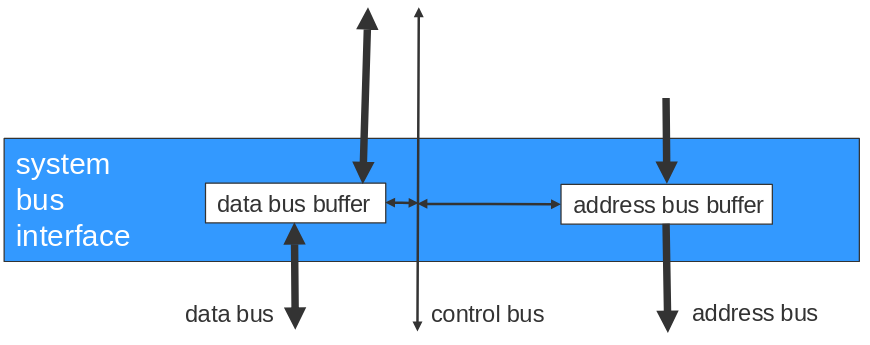 system
bus
interface
data bus buffer
address bus buffer
data bus
control bus
address bus